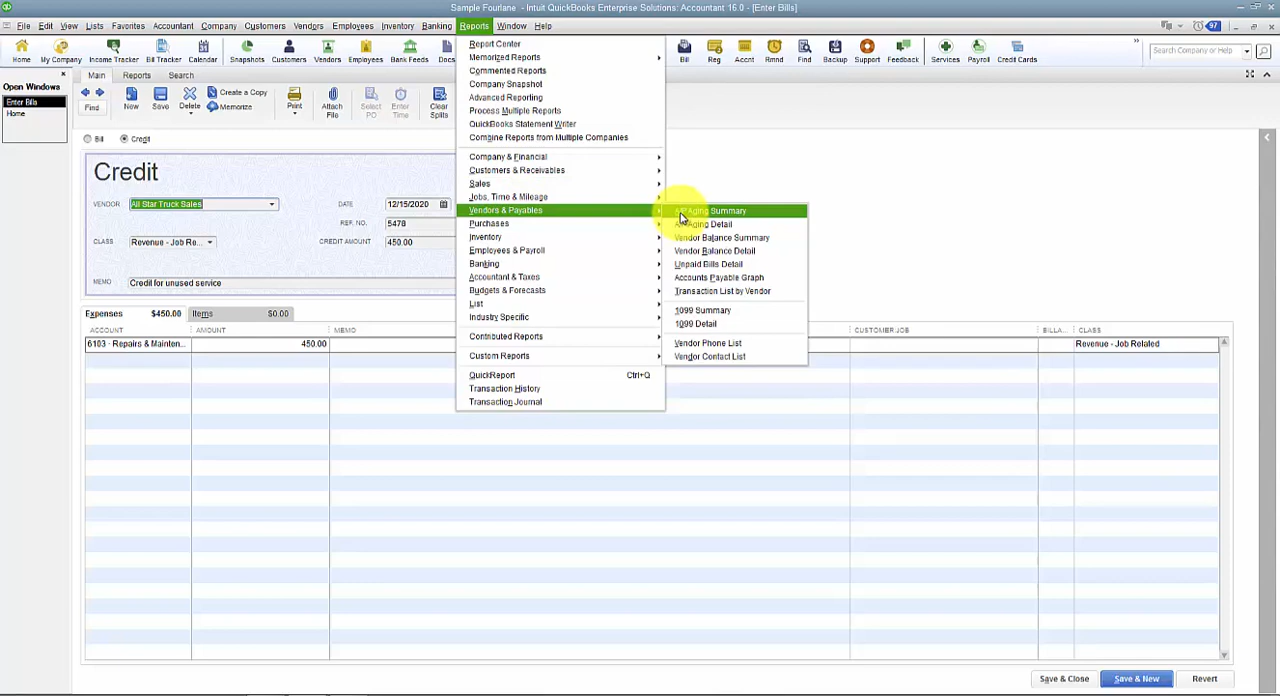 Sample Fourlane - Intuit QuickBooks Enterprise Solutions: Accountant 16.0 - [Enter Bills]
File Edit View Lists Favorites Accountant Company Customers Vendors Employees Inventory Banking Reports Window Help
97
Home My Company Income Tracker Bill Tracker Calendar Snapshots Customers Vendors Employees Bank Feeds Docs Bill Reg Accnt Rmnd Find Backup Support Feedback Services Payroll Credit Cards
Search Company or Help
Open Windows
Enter Bills
Home
Main Reports Search
Find New Save Delete Create a Copy Memorize Print Attach File Select PO Enter Time Clear Splits
Bill Credit
Credit
VENDOR All Star Truck Sales
DATE 12/15/2020
REF. NO. 5478
CLASS Revenue - Job Re...
CREDIT AMOUNT 450.00
MEMO Credit for unused service
Expenses $450.00 Items $0.00
ACCOUNT AMOUNT MEMO CUSTOMER:JOB BILLA... CLASS
6103 - Repairs & Mainten... 450.00 Revenue - Job Related
Report Center
Memorized Reports
Commented Reports
Company Snapshot
Advanced Reporting
Process Multiple Reports
QuickBooks Statement Writer
Combine Reports from Multiple Companies
Company & Financial
Customers & Receivables
Sales
Jobs, Time & Mileage
Vendors & Payables
Purchases
Inventory
Employees & Payroll
Banking
Accountant & Taxes
Budgets & Forecasts
List
Industry Specific
Contributed Reports
Custom Reports
QuickReport Ctrl+Q
Transaction History
Transaction Journal
Aging Summary
Aging Detail
Vendor Balance Summary
Vendor Balance Detail
Unpaid Bills Detail
Accounts Payable Graph
Transaction List by Vendor
1099 Summary
1099 Detail
Vendor Phone List
Vendor Contact List
Save & Close Save & New Revert